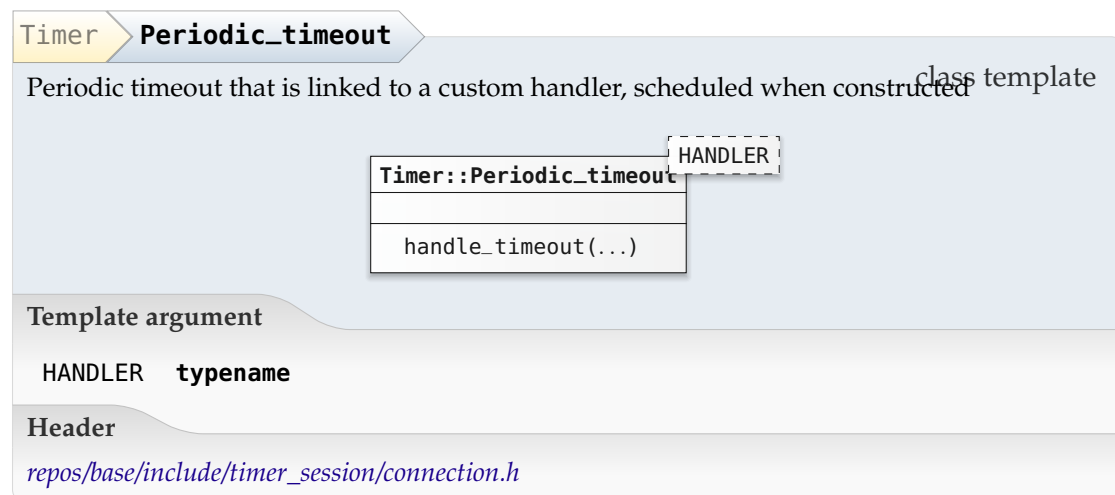 Timer Periodic_timeout
class template
Periodic timeout that is linked to a custom handler, scheduled when constructed
HANDLER
Timer::Periodic_timeout
handle_timeout(...)
Template argument
HANDLER typename
Header
repos/base/include/timer_session/connection.h